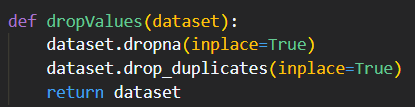 def dropValues(dataset):
    dataset.dropna(inplace=True)
    dataset.drop_duplicates(inplace=True)
    return dataset